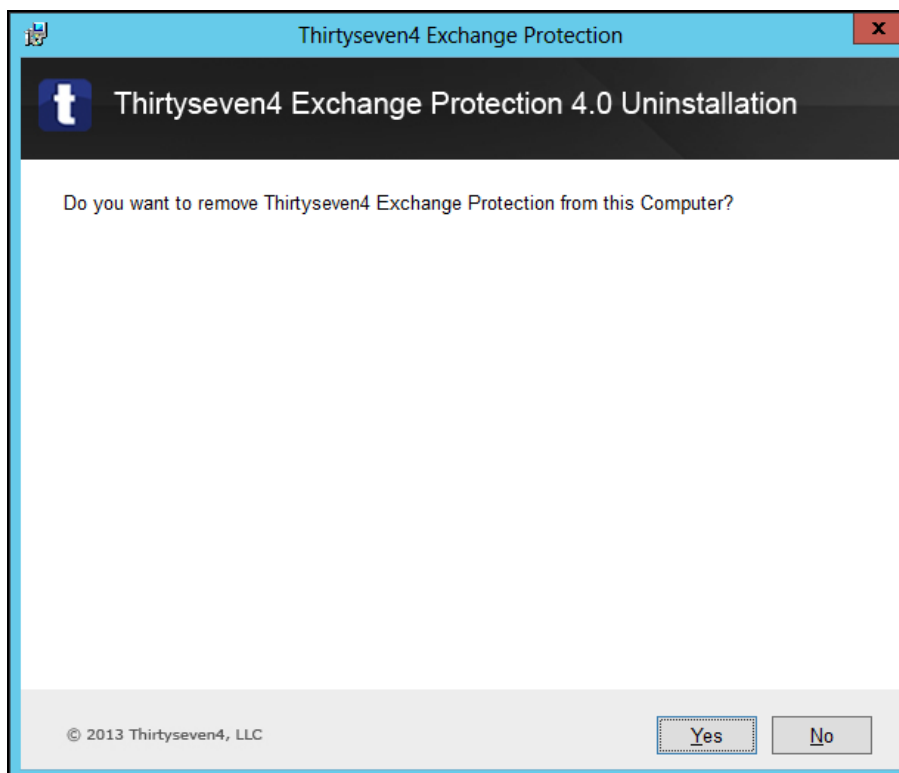 Thirtyseven4 Exchange Protection
x
t Thirtyseven4 Exchange Protection 4.0 Uninstallation
Do you want to remove Thirtyseven4 Exchange Protection from this Computer?
© 2013 Thirtyseven4, LLC
Yes No